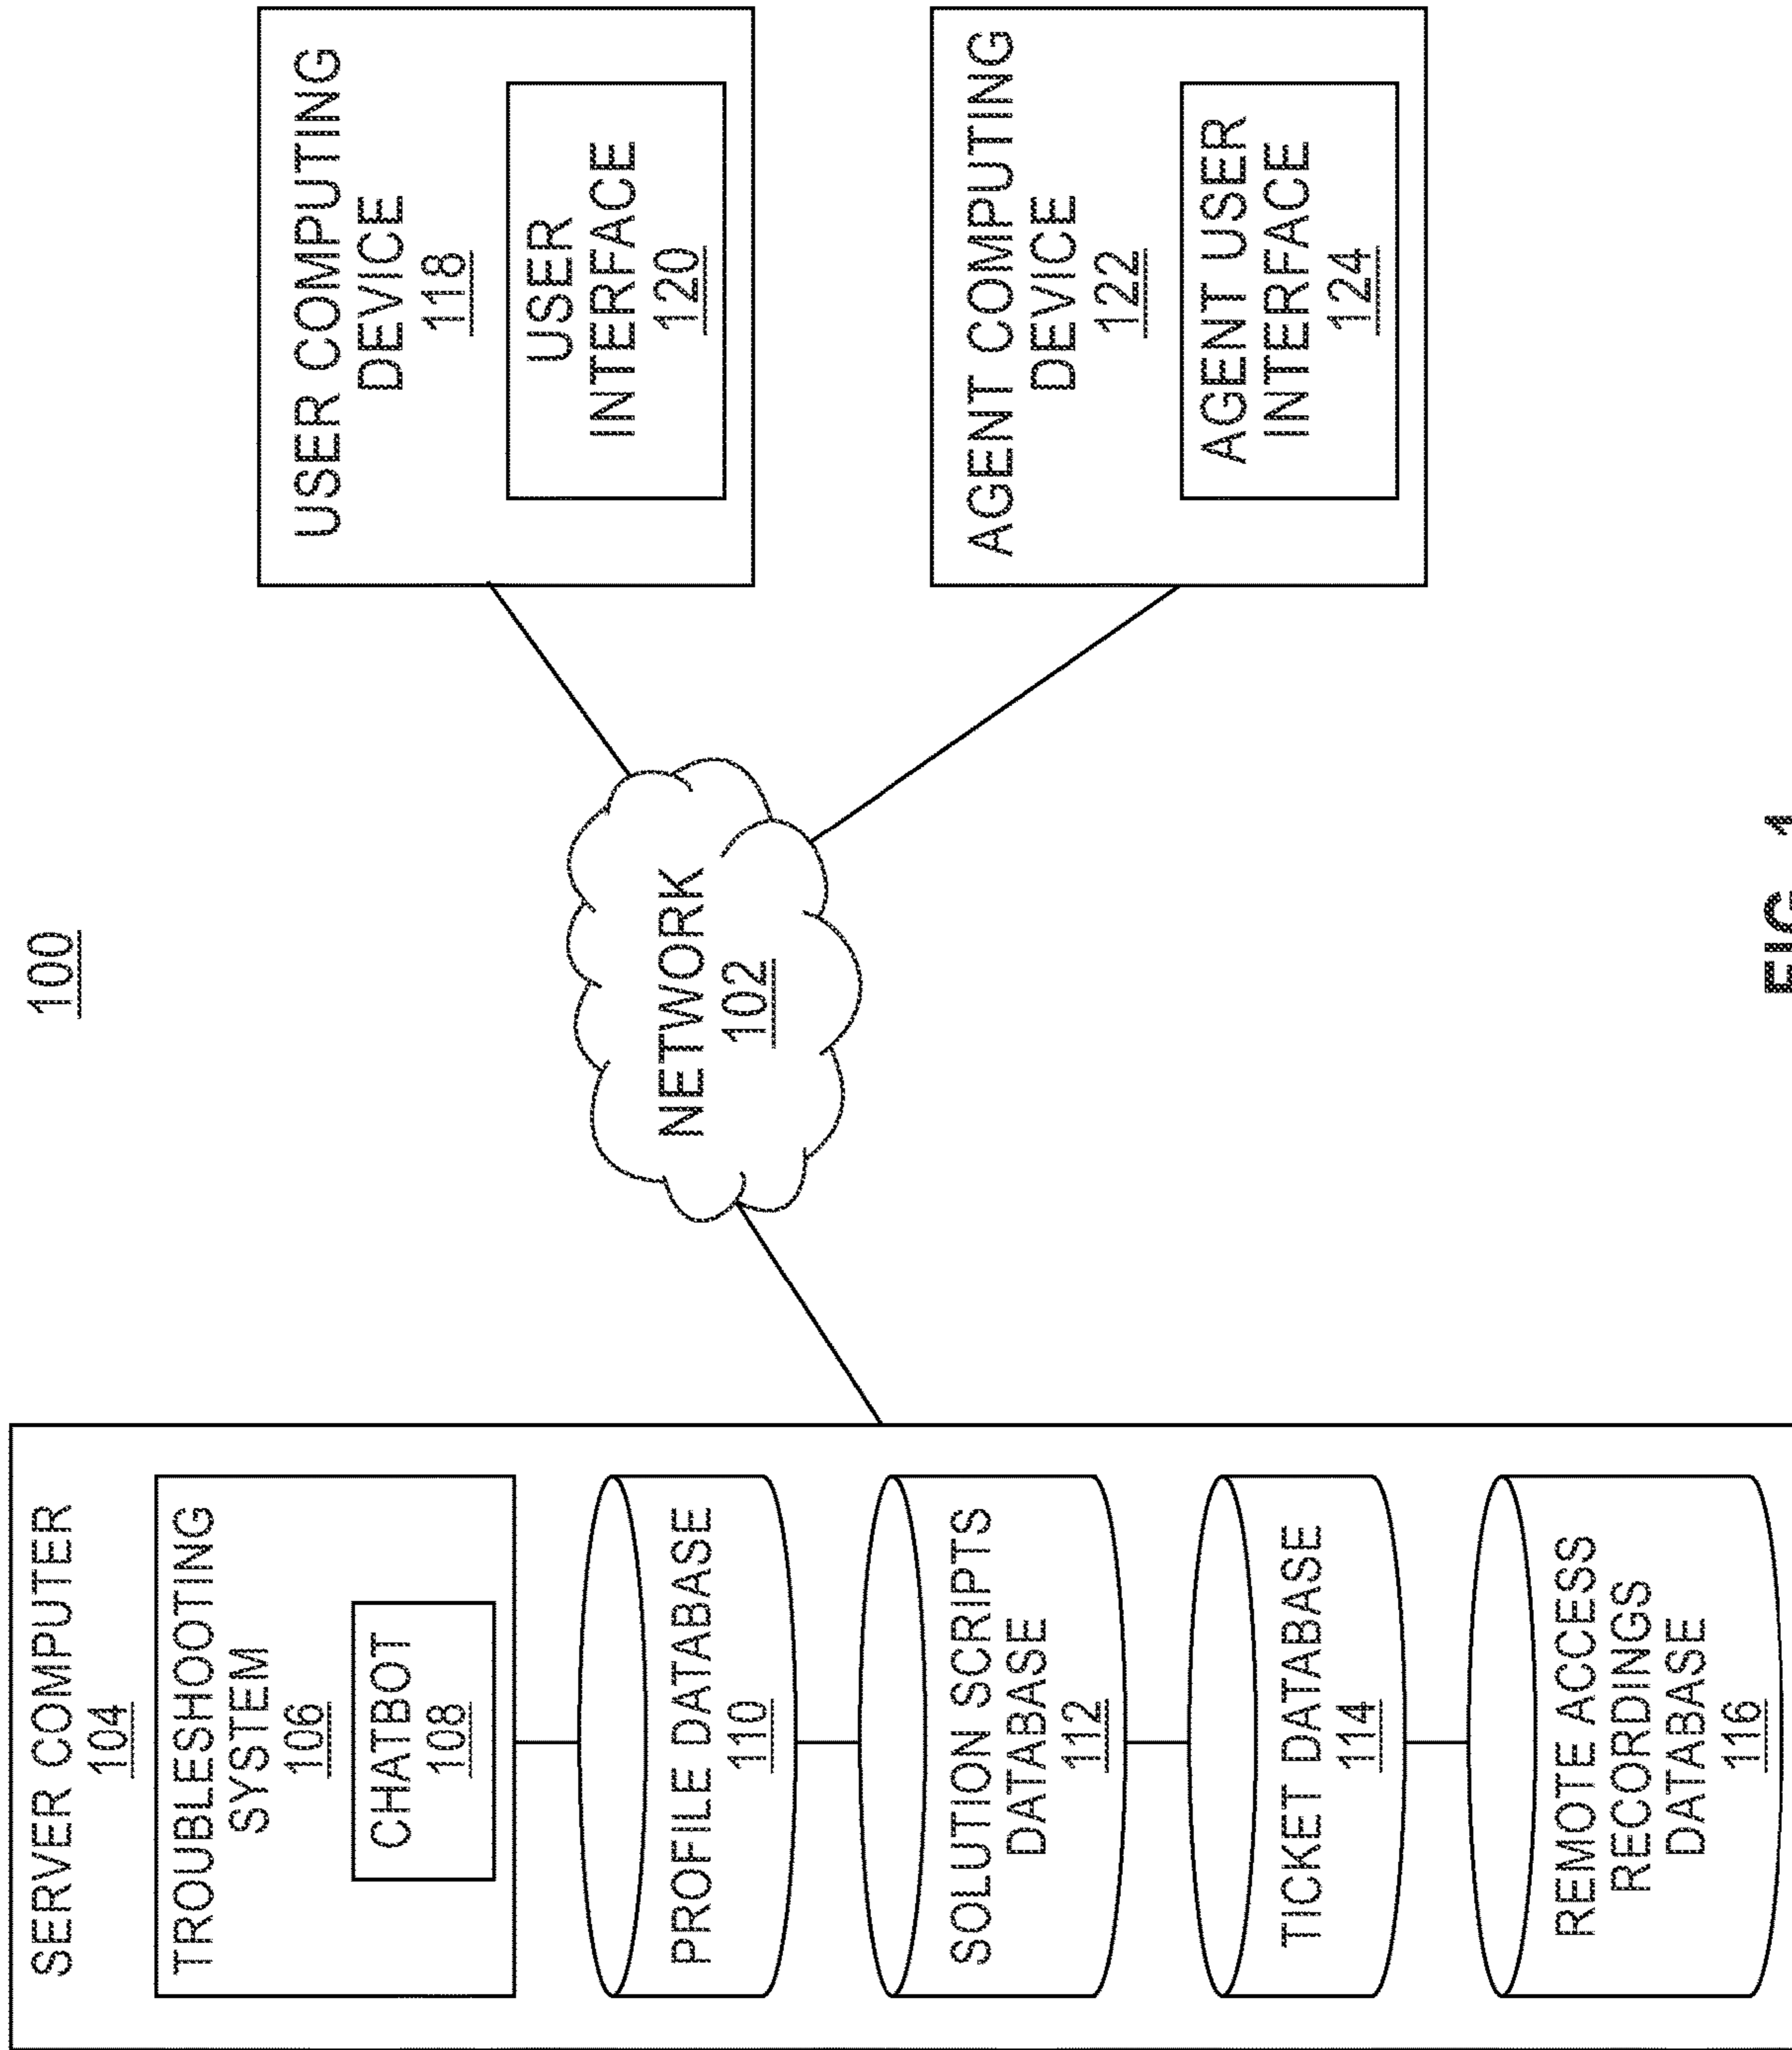 100
SERVER COMPUTER
104
TROUBLESHOOTING
SYSTEM
106
CHATBOT
108
PROFILE DATABASE
110
SOLUTION SCRIPTS
DATABASE
112
TICKET DATABASE
114
REMOTE ACCESS
RECORDINGS
DATABASE
116
NETWORK
102
USER COMPUTING
DEVICE
118
USER
INTERFACE
120
AGENT COMPUTING
DEVICE
122
AGENT USER
INTERFACE
124
FIG. 1